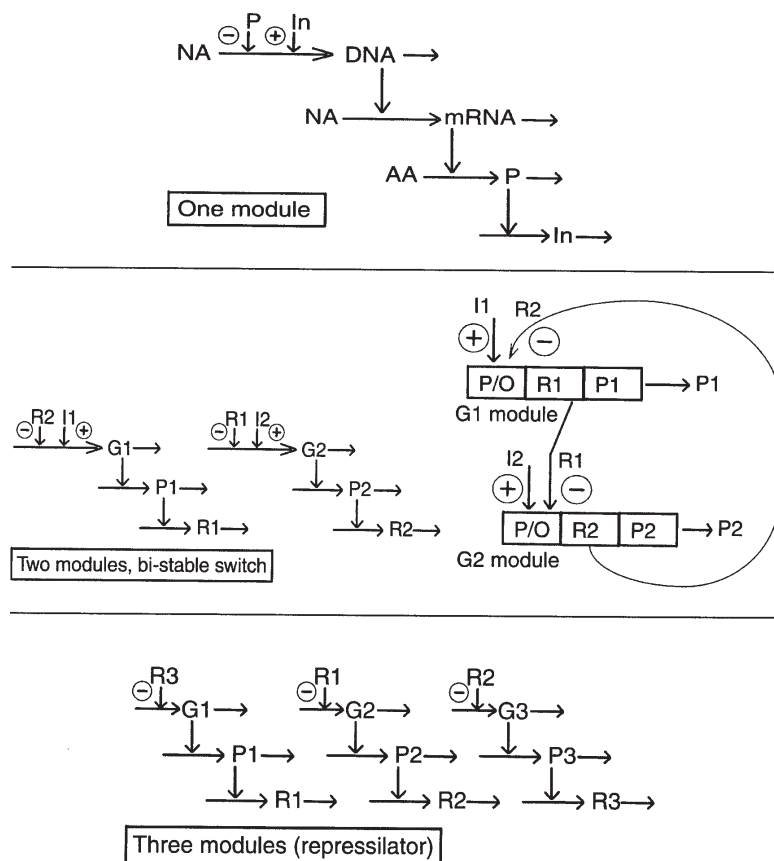 − P + In
NA DNA
NA mRNA
AA P
One module
In
I1 R2
+ −
P/O R1 P1 P1
G1 module
− R2 I1 + G1
− R1 I2 + G2
I2 R1
+ −
P1
P2
P/O R2 P2 P2
R1
R2
G2 module
Two modules, bi-stable switch
− R3 G1
− R1 G2
− R2 G3
P1 P2 P3
R1 R2 R3
Three modules (repressilator)